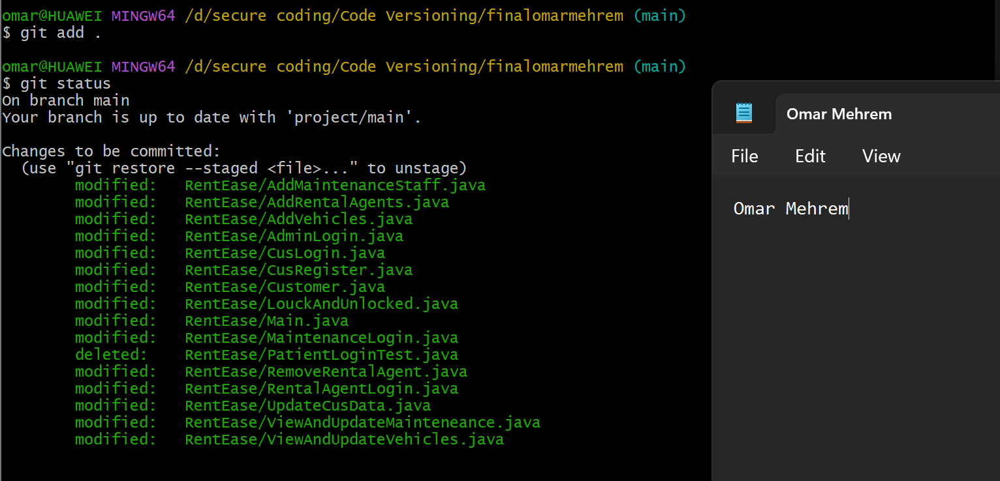 omar@HUAWEI MINGW64 /d/secure coding/Code Versioning/finalomarmehrem (main)
$ git add .
omar@HUAWEI MINGW64 /d/secure coding/Code Versioning/finalomarmehrem (main)
$ git status
On branch main
Your branch is up to date with 'project/main'.
Changes to be committed:
  (use "git restore --staged <file>..." to unstage)
        modified:   RentEase/AddMaintenanceStaff.java
        modified:   RentEase/AddRentalAgents.java
        modified:   RentEase/AddVehicles.java
        modified:   RentEase/AdminLogin.java
        modified:   RentEase/CusLogin.java
        modified:   RentEase/CusRegister.java
        modified:   RentEase/Customer.java
        modified:   RentEase/LouckAndUnlocked.java
        modified:   RentEase/Main.java
        modified:   RentEase/MaintenanceLogin.java
        deleted:    RentEase/PatientLoginTest.java
        modified:   RentEase/RemoveRentalAgent.java
        modified:   RentEase/RentalAgentLogin.java
        modified:   RentEase/UpdateCusData.java
        modified:   RentEase/ViewAndUpdateMainteneance.java
        modified:   RentEase/ViewAndUpdateVehicles.java
Omar Mehrem
File Edit View
Omar Mehrem